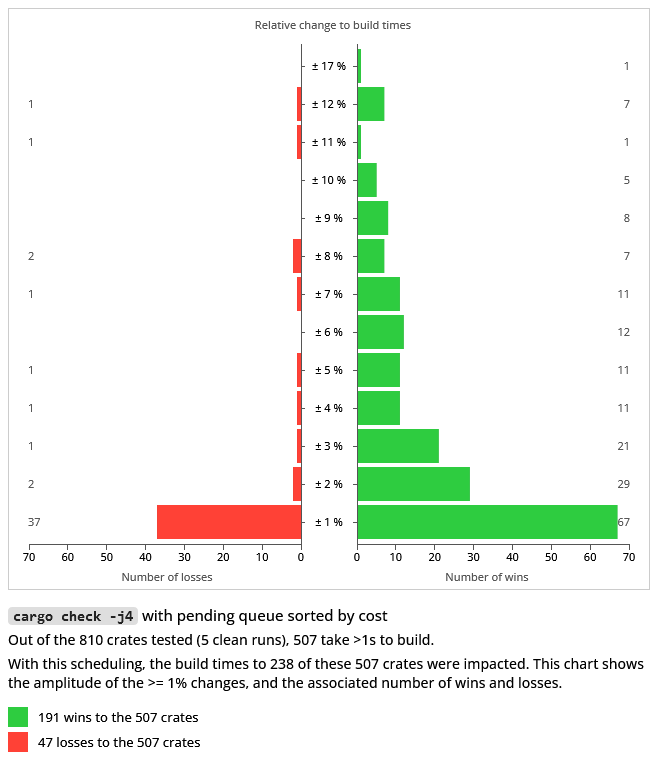 Relative change to build times
± 17 % 1
1 ± 12 % 7
1 ± 11 % 1
± 10 % 5
± 9 % 8
2 ± 8 % 7
1 ± 7 % 11
± 6 % 12
1 ± 5 % 11
1 ± 4 % 11
1 ± 3 % 21
2 ± 2 % 29
37 ± 1 % 67
70 60 50 40 30 20 10 0 0 10 20 30 40 50 60 70
Number of losses Number of wins
cargo check -j4 with pending queue sorted by cost
Out of the 810 crates tested (5 clean runs), 507 take >1s to build.
With this scheduling, the build times to 238 of these 507 crates were impacted. This chart shows
the amplitude of the >= 1% changes, and the associated number of wins and losses.
191 wins to the 507 crates
47 losses to the 507 crates